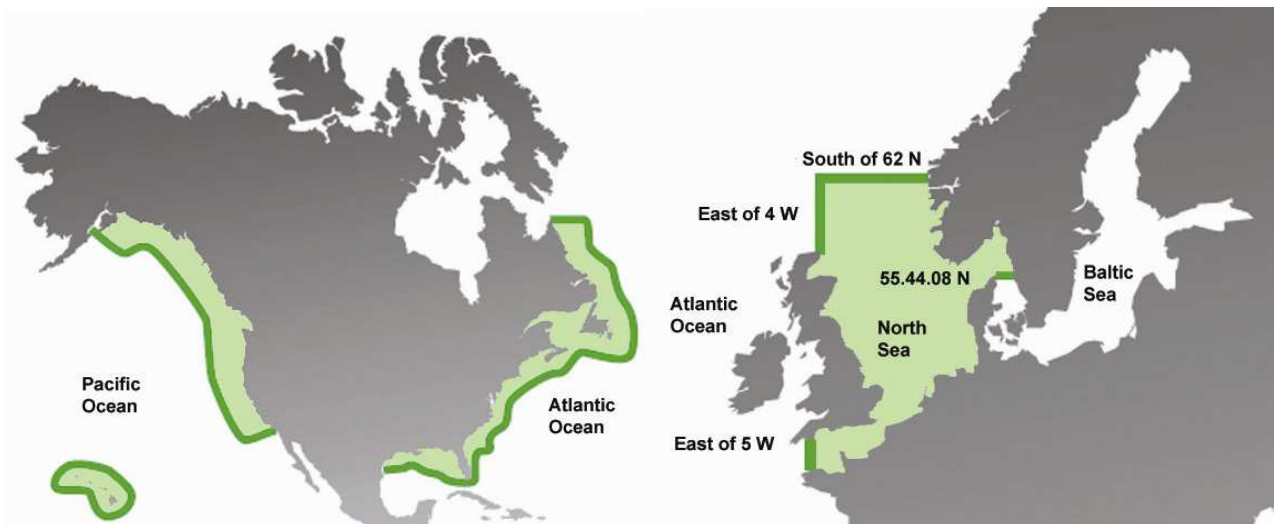 Pacific
Ocean
Atlantic
Ocean
South of 62 N
East of 4 W
55.44.08 N
Baltic
Sea
Atlantic
Ocean
North
Sea
East of 5 W